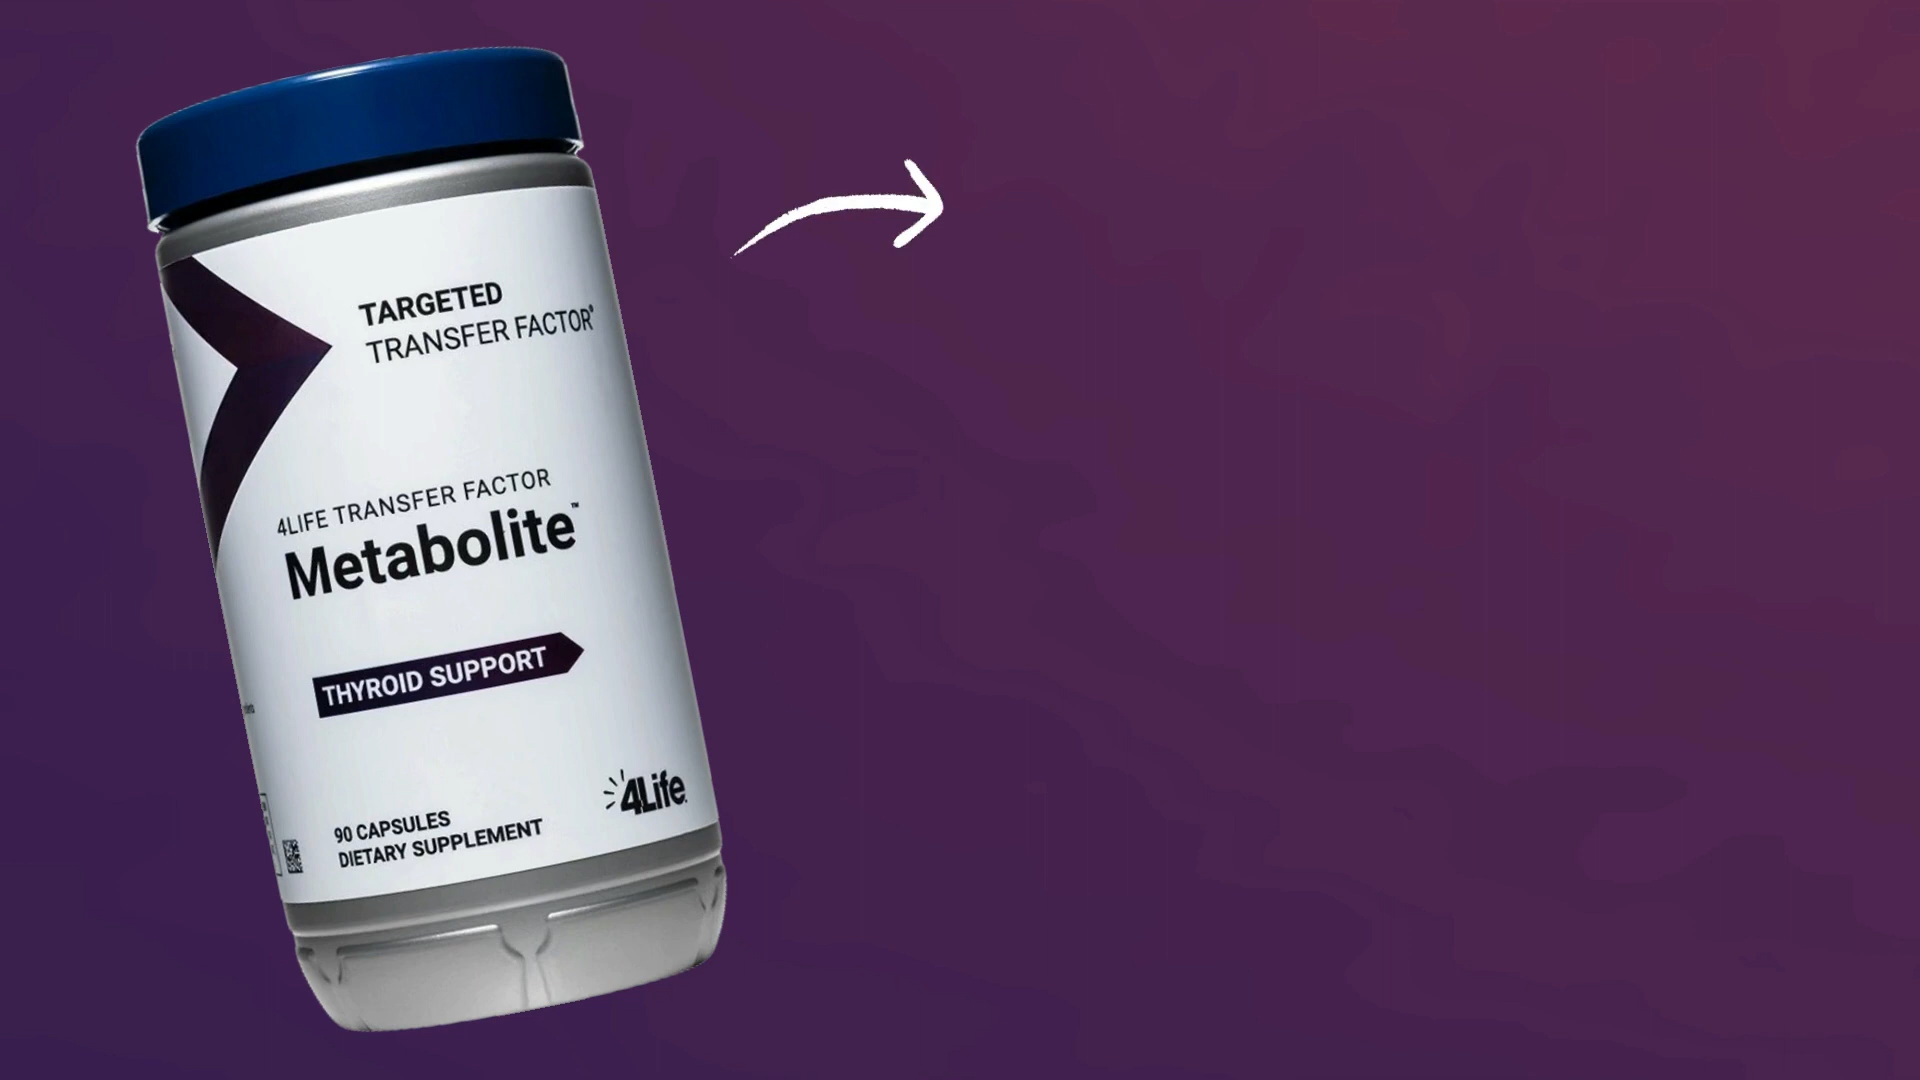 TARGETED
TRANSFER FACTOR®
4LIFE TRANSFER FACTOR
Metabolite™
THYROID SUPPORT
4Life
90 CAPSULES
DIETARY SUPPLEMENT